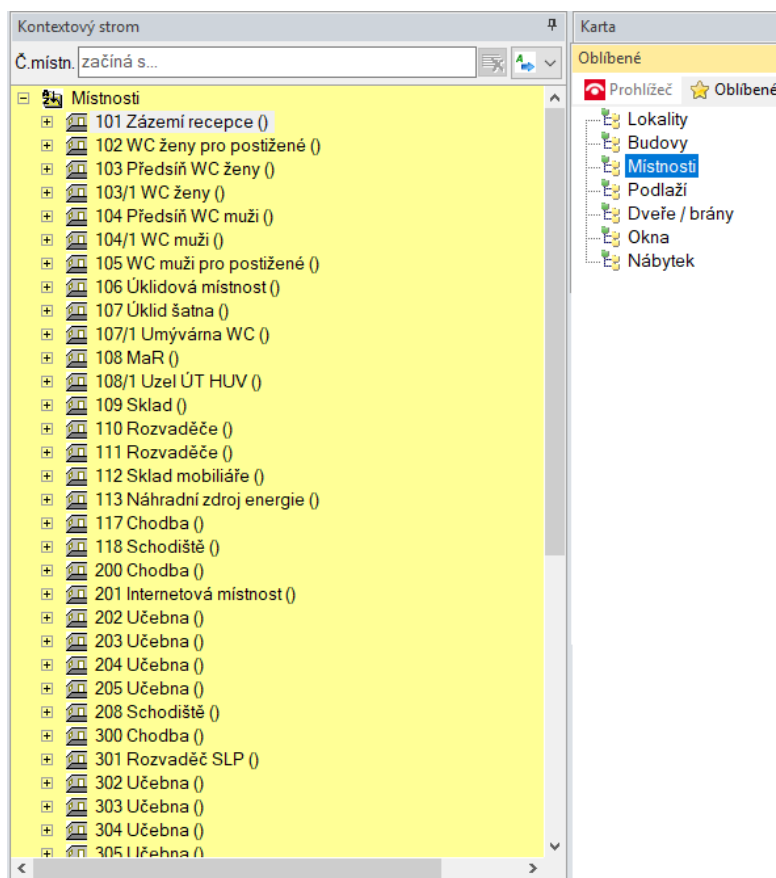 Kontextový strom
Č.místn. začíná s...
Místnosti
101 Zázemí recepce ()
102 WC ženy pro postižené ()
103 Předsíň WC ženy ()
103/1 WC ženy ()
104 Předsíň WC muži ()
104/1 WC muži ()
105 WC muži pro postižené ()
106 Úklidová místnost ()
107 Úklid šatna ()
107/1 Umývárna WC ()
108 MaR ()
108/1 Uzel ÚT HUV ()
109 Sklad ()
110 Rozvaděče ()
111 Rozvaděče ()
112 Sklad mobiliáře ()
113 Náhradní zdroj energie ()
117 Chodba ()
118 Schodiště ()
200 Chodba ()
201 Internetová místnost ()
202 Učebna ()
203 Učebna ()
204 Učebna ()
205 Učebna ()
208 Schodiště ()
300 Chodba ()
301 Rozvaděč SLP ()
302 Učebna ()
303 Učebna ()
304 Učebna ()
305 Učebna ()
Karta
Oblíbené
Prohlížeč Oblíbené
Lokality
Budovy
Místnosti
Podlaží
Dveře / brány
Okna
Nábytek